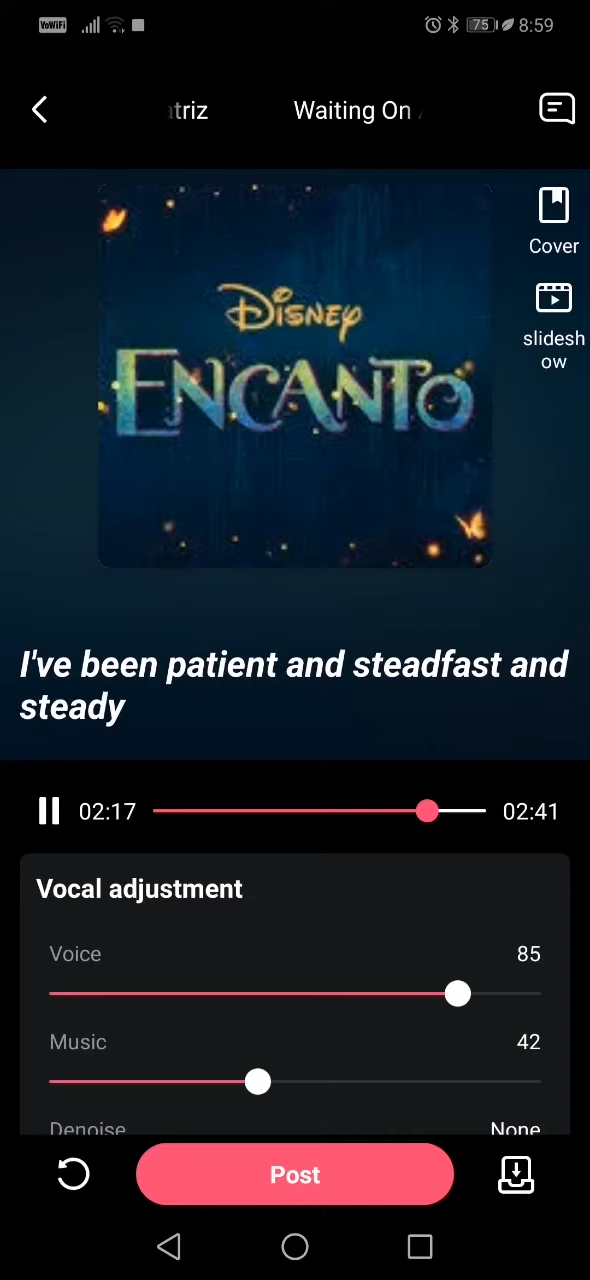 VoWiFi 75 8:59
atriz Waiting On
Cover
slidesh
ow
Disney
ENCANTO
I've been patient and steadfast and
steady
02:17 02:41
Vocal adjustment
Voice 85
Music 42
Denoise None
Post